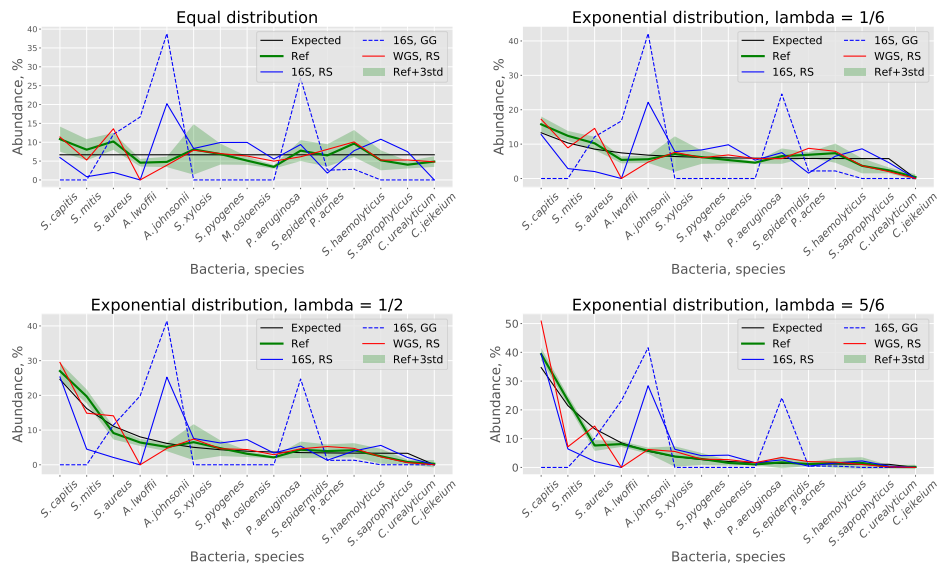 Equal distribution
Abundance, %
40
35
30
25
20
15
10
5
0
Expected
Ref
16S, RS
16S, GG
WGS, RS
Ref+3std
S. capitis
S. mitis
S. aureus
A. lwoffii
A. johnsonii
S. xylosis
S. pyogenes
M. osloensis
P. aeruginosa
S. epidermidis
P. acnes
S. haemolyticus
S. saprophyticus
C. urealyticum
C. jeikeium
Bacteria, species
Exponential distribution, lambda = 1/6
Abundance, %
40
30
20
10
0
Expected
Ref
16S, RS
16S, GG
WGS, RS
Ref+3std
S. capitis
S. mitis
S. aureus
A. lwoffii
A. johnsonii
S. xylosis
S. pyogenes
M. osloensis
P. aeruginosa
S. epidermidis
P. acnes
S. haemolyticus
S. saprophyticus
C. urealyticum
C. jeikeium
Bacteria, species
Exponential distribution, lambda = 1/2
Abundance, %
40
30
20
10
0
Expected
Ref
16S, RS
16S, GG
WGS, RS
Ref+3std
S. capitis
S. mitis
S. aureus
A. lwoffii
A. johnsonii
S. xylosis
S. pyogenes
M. osloensis
P. aeruginosa
S. epidermidis
P. acnes
S. haemolyticus
S. saprophyticus
C. urealyticum
C. jeikeium
Bacteria, species
Exponential distribution, lambda = 5/6
Abundance, %
50
40
30
20
10
0
Expected
Ref
16S, RS
16S, GG
WGS, RS
Ref+3std
S. capitis
S. mitis
S. aureus
A. lwoffii
A. johnsonii
S. xylosis
S. pyogenes
M. osloensis
P. aeruginosa
S. epidermidis
P. acnes
S. haemolyticus
S. saprophyticus
C. urealyticum
C. jeikeium
Bacteria, species